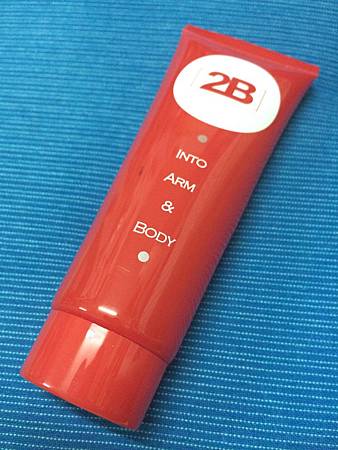 2B
INTO
ARM
&
BODY